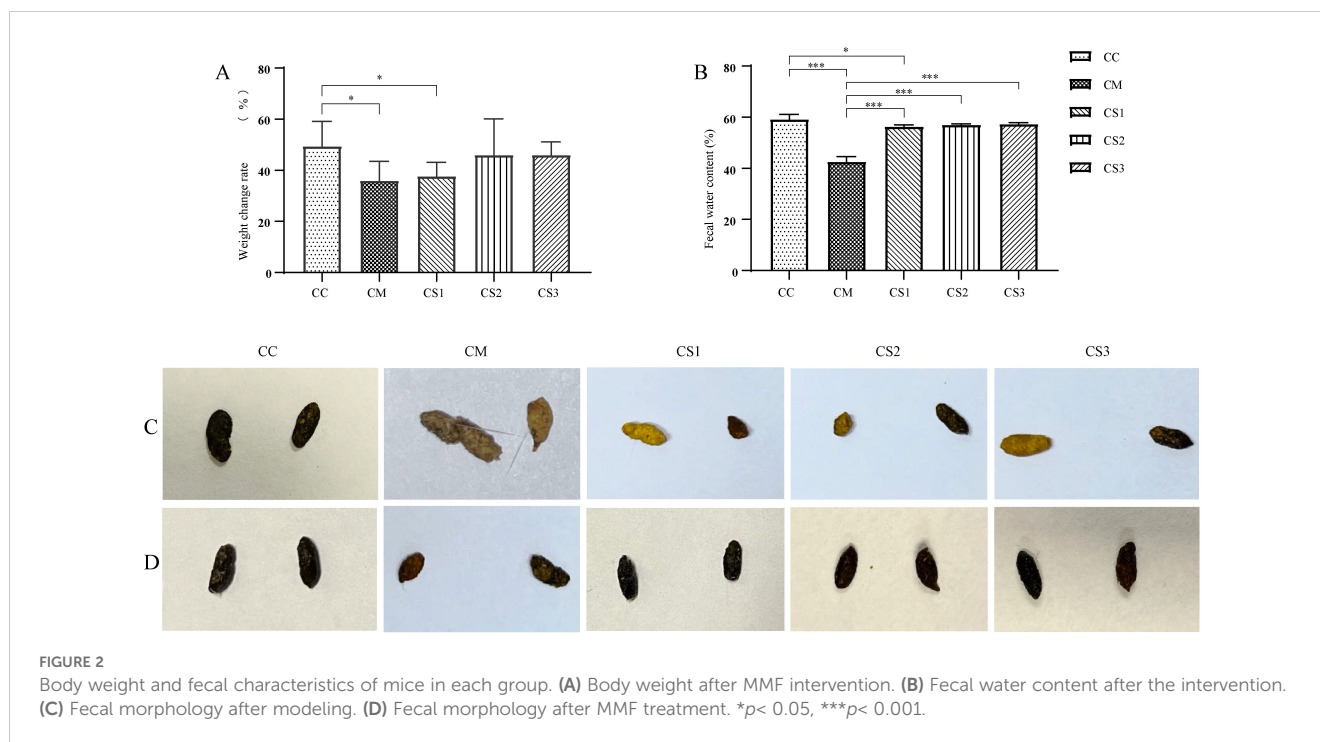 A
80
60
40
20
0
Weight change rate (%)
*
*
CC CM CS1 CS2 CS3
B
80
60
40
20
0
Fecal water content (%)
*
***
***
***
***
CC CM CS1 CS2 CS3
CC
CM
CS1
CS2
CS3
CC CM CS1 CS2 CS3
C
D
FIGURE 2
Body weight and fecal characteristics of mice in each group. (A) Body weight after MMF intervention. (B) Fecal water content after the intervention.
(C) Fecal morphology after modeling. (D) Fecal morphology after MMF treatment. *p< 0.05, ***p< 0.001.